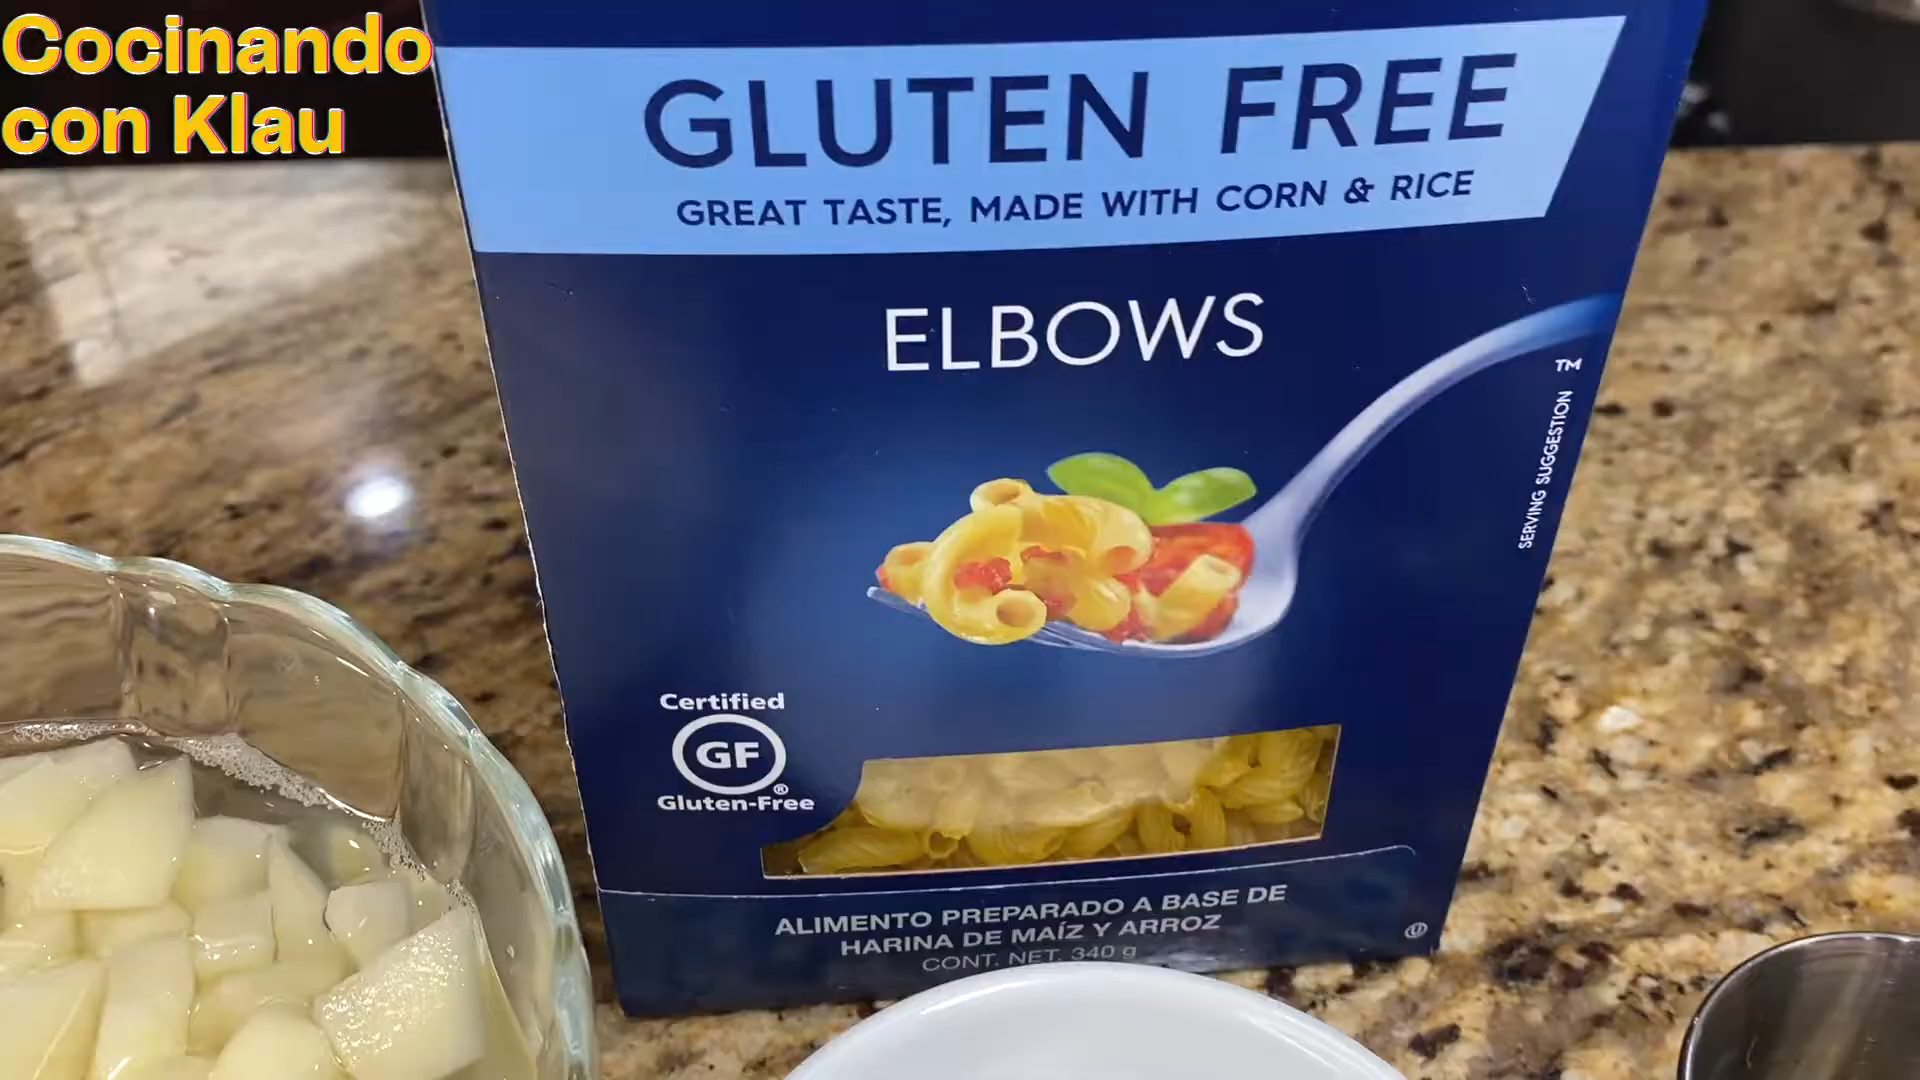 Cocinando
con Klau
GLUTEN FREE
GREAT TASTE, MADE WITH CORN & RICE
ELBOWS
TM
SERVING SUGGESTION
Certified
GF
®
Gluten-Free
ALIMENTO PREPARADO A BASE DE
HARINA DE MAÍZ Y ARROZ
CONT. NET. 340 g
U